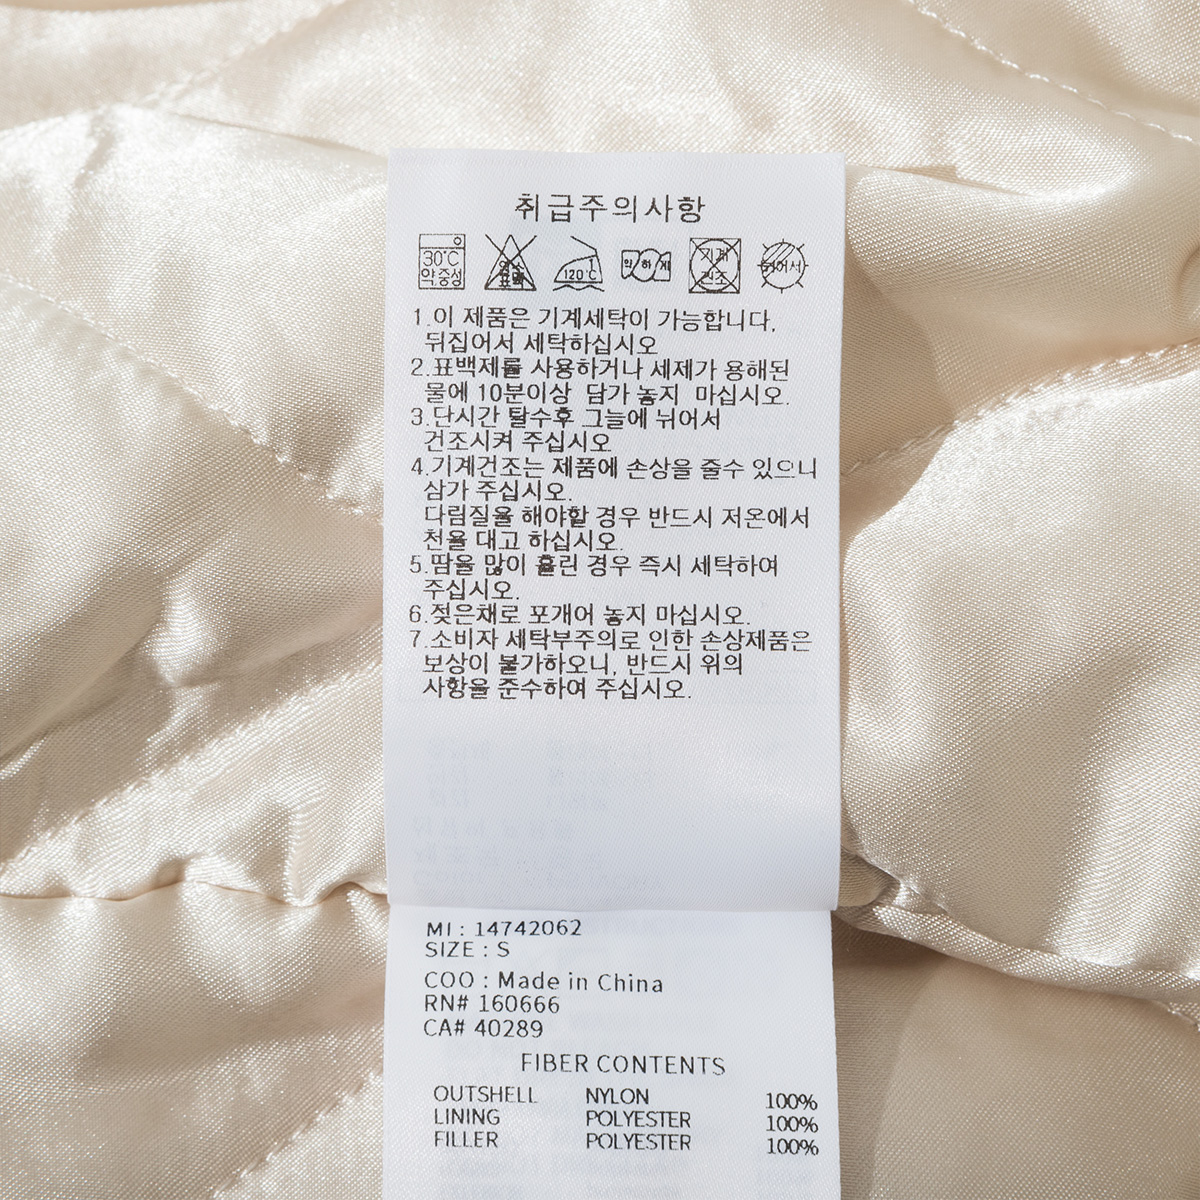 취급주의사항
30℃
약중성
염소
표백
120℃
약하게
기계
건조
뉘어서
1.이 제품은 기계세탁이 가능합니다,
뒤집어서 세탁하십시오
2.표백제를 사용하거나 세제가 용해된
물에 10분이상 담가 놓지 마십시오.
3.단시간 탈수후 그늘에 뉘어서
건조시켜 주십시오
4.기계건조는 제품에 손상을 줄수 있으니
삼가 주십시오.
다림질을 해야할 경우 반드시 저온에서
천을 대고 하십시오.
5.땀을 많이 흘린 경우 즉시 세탁하여
주십시오.
6.젖은채로 포개어 놓지 마십시오.
7.소비자 세탁부주의로 인한 손상제품은
보상이 불가하오니, 반드시 위의
사항을 준수하여 주십시오.
MI : 14742062
SIZE : S
COO : Made in China
RN# 160666
CA# 40289
FIBER CONTENTS
OUTSHELL NYLON 100%
LINING POLYESTER 100%
FILLER POLYESTER 100%